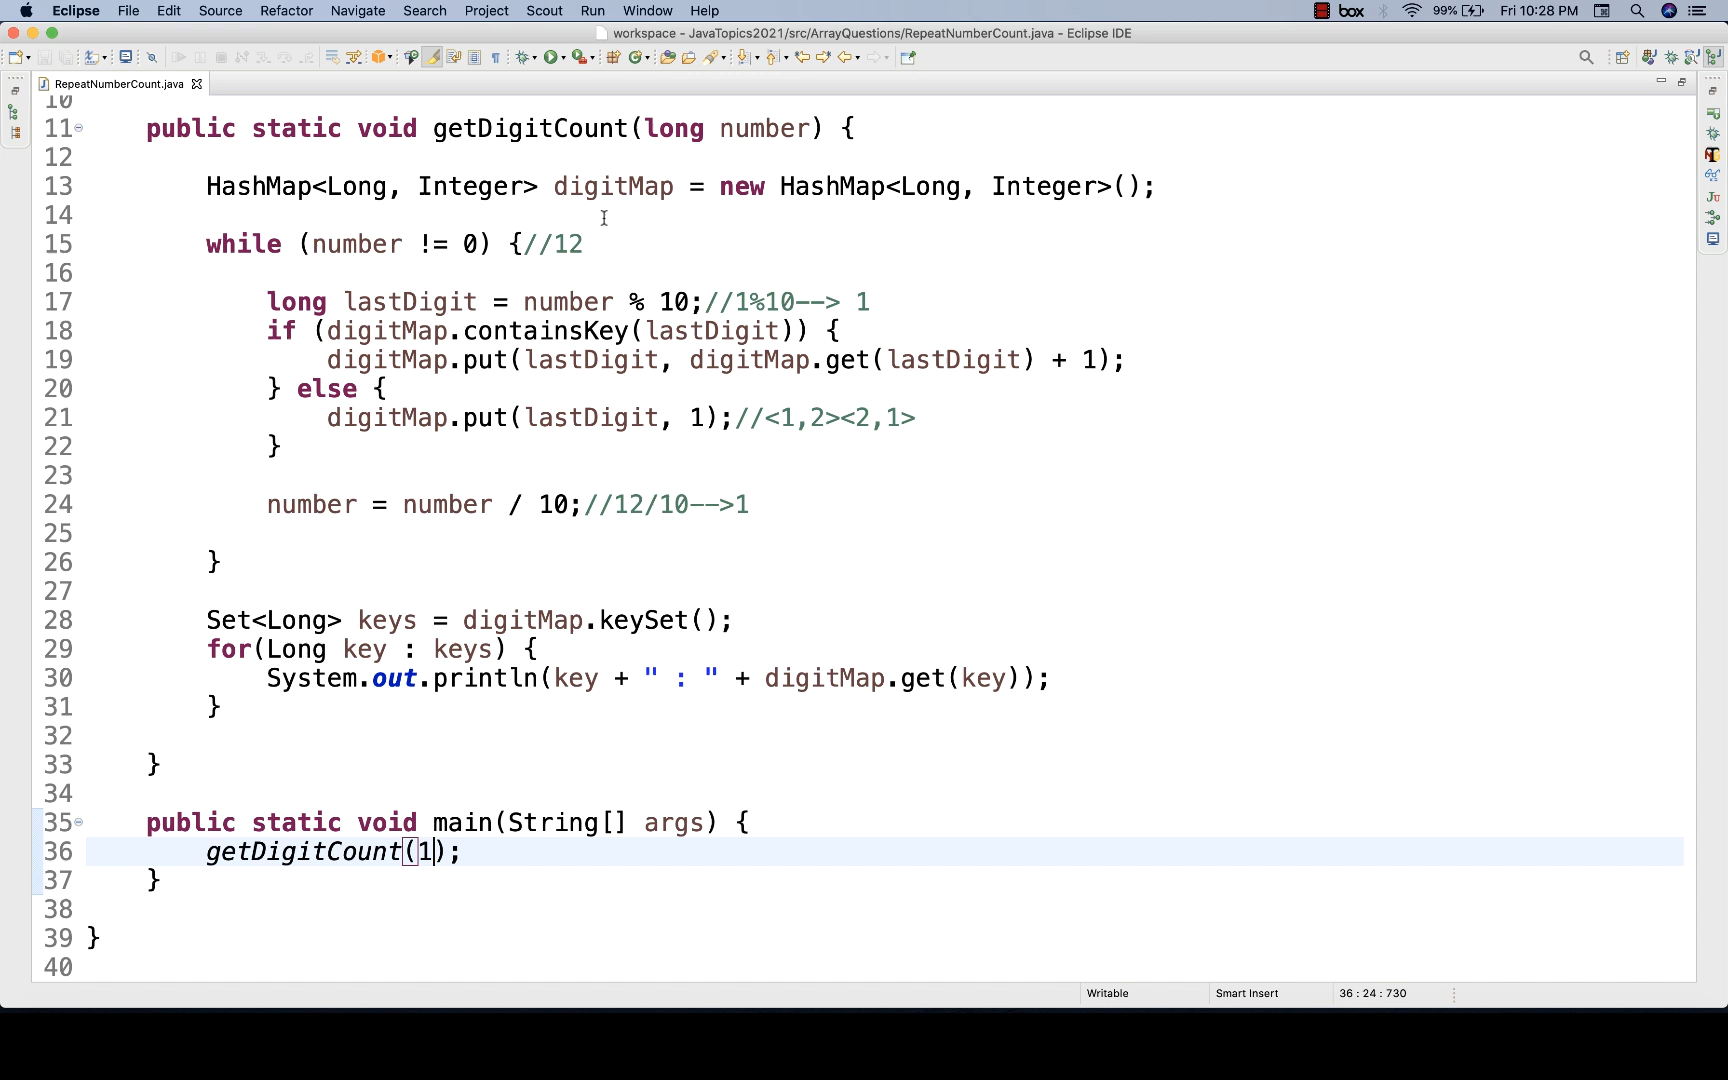 Eclipse File Edit Source Refactor Navigate Search Project Scout Run Window Help box 99% Fri 10:28 PM
workspace - JavaTopics2021/src/ArrayQuestions/RepeatNumberCount.java - Eclipse IDE
RepeatNumberCount.java
10
11 public static void getDigitCount(long number) {
12
13 HashMap<Long, Integer> digitMap = new HashMap<Long, Integer>();
14
15 while (number != 0) {//12
16
17 long lastDigit = number % 10;//1%10--> 1
18 if (digitMap.containsKey(lastDigit)) {
19 digitMap.put(lastDigit, digitMap.get(lastDigit) + 1);
20 } else {
21 digitMap.put(lastDigit, 1);//<1,2><2,1>
22 }
23
24 number = number / 10;//12/10-->1
25
26 }
27
28 Set<Long> keys = digitMap.keySet();
29 for(Long key : keys) {
30 System.out.println(key + " : " + digitMap.get(key));
31 }
32
33 }
34
35 public static void main(String[] args) {
36 getDigitCount(1);
37 }
38
39 }
40
Writable Smart Insert 36 : 24 : 730